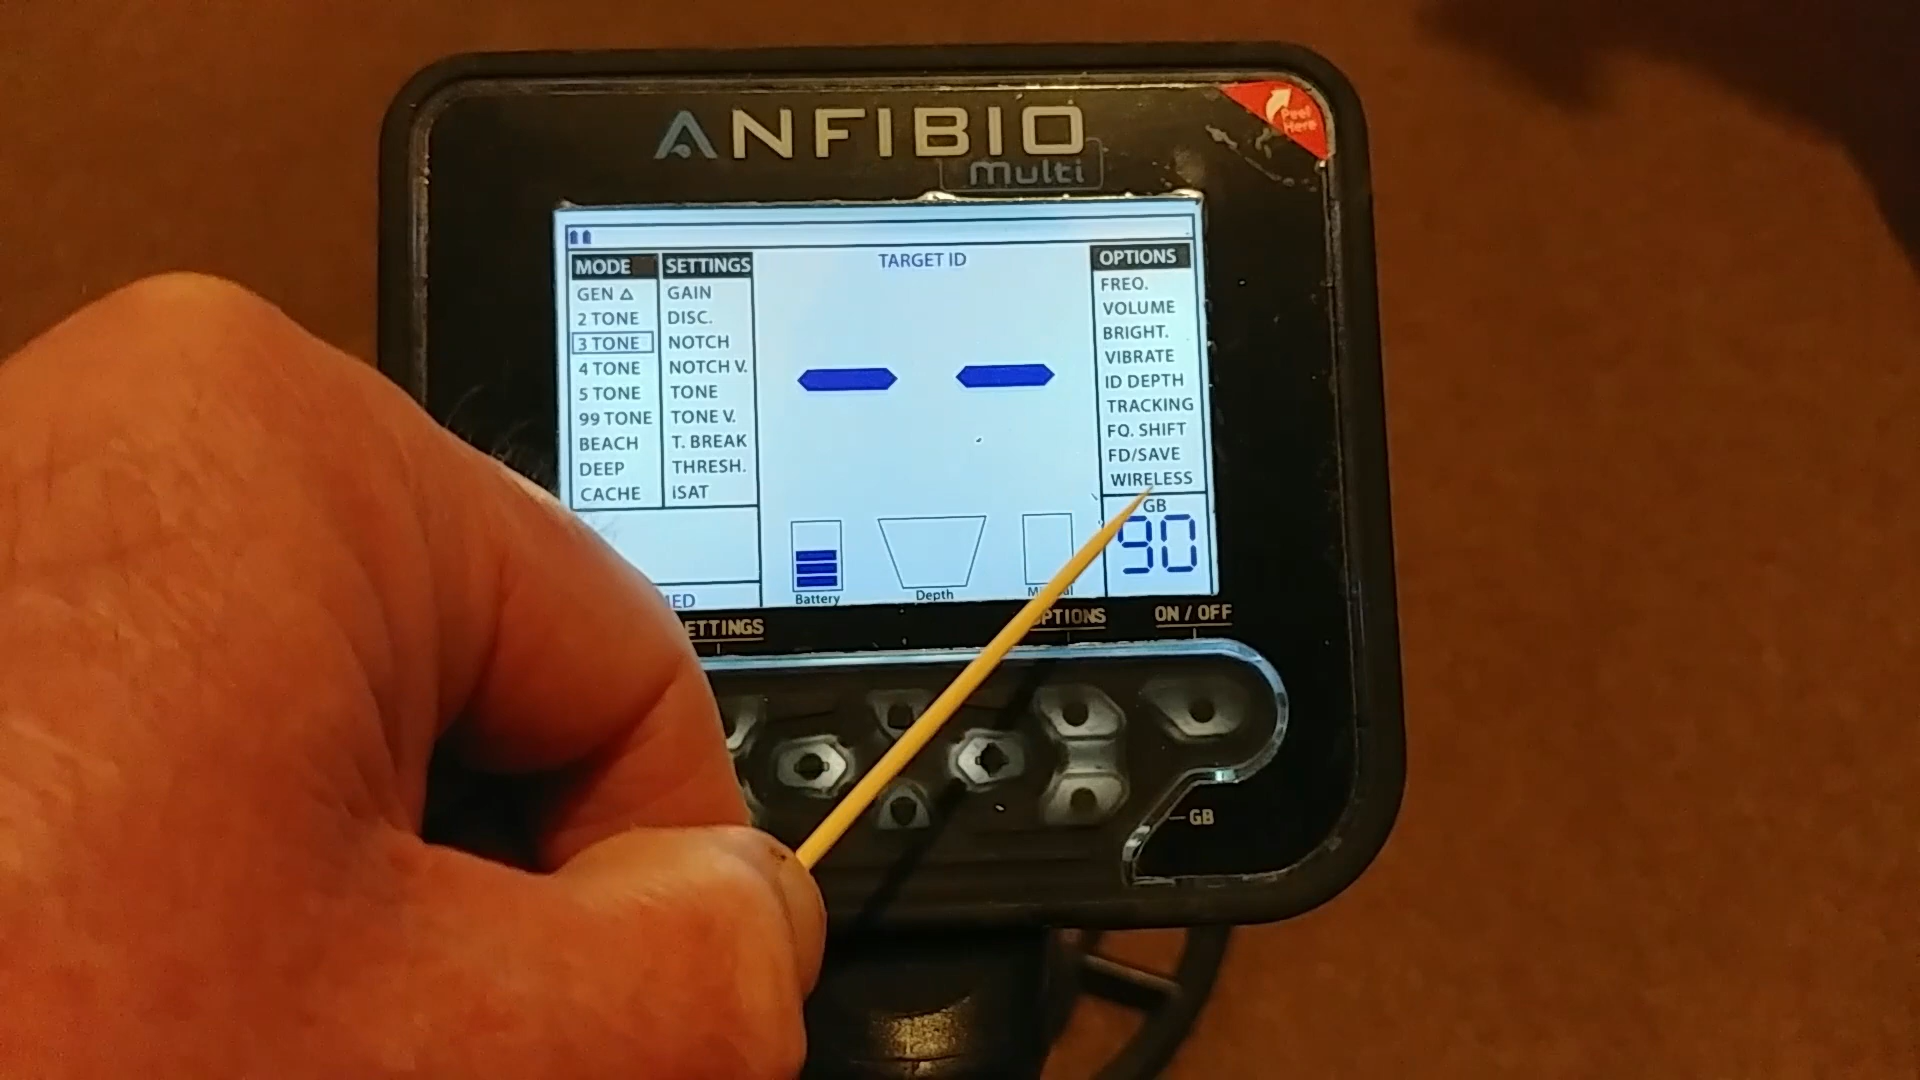 ANFIBIO
Multi
Peel
Here
MODE
GEN
2 TONE
3 TONE
4 TONE
5 TONE
99 TONE
BEACH
DEEP
CACHE
SETTINGS
GAIN
DISC.
NOTCH
NOTCH V.
TONE
TONE V.
T. BREAK
THRESH.
iSAT
TARGET ID
-- 
OPTIONS
FREQ.
VOLUME
BRIGHT.
VIBRATE
ID DEPTH
TRACKING
FQ. SHIFT
FD/SAVE
WIRELESS
GB
90
Battery
Depth
MED
ETTINGS
OPTIONS
ON / OFF
GB